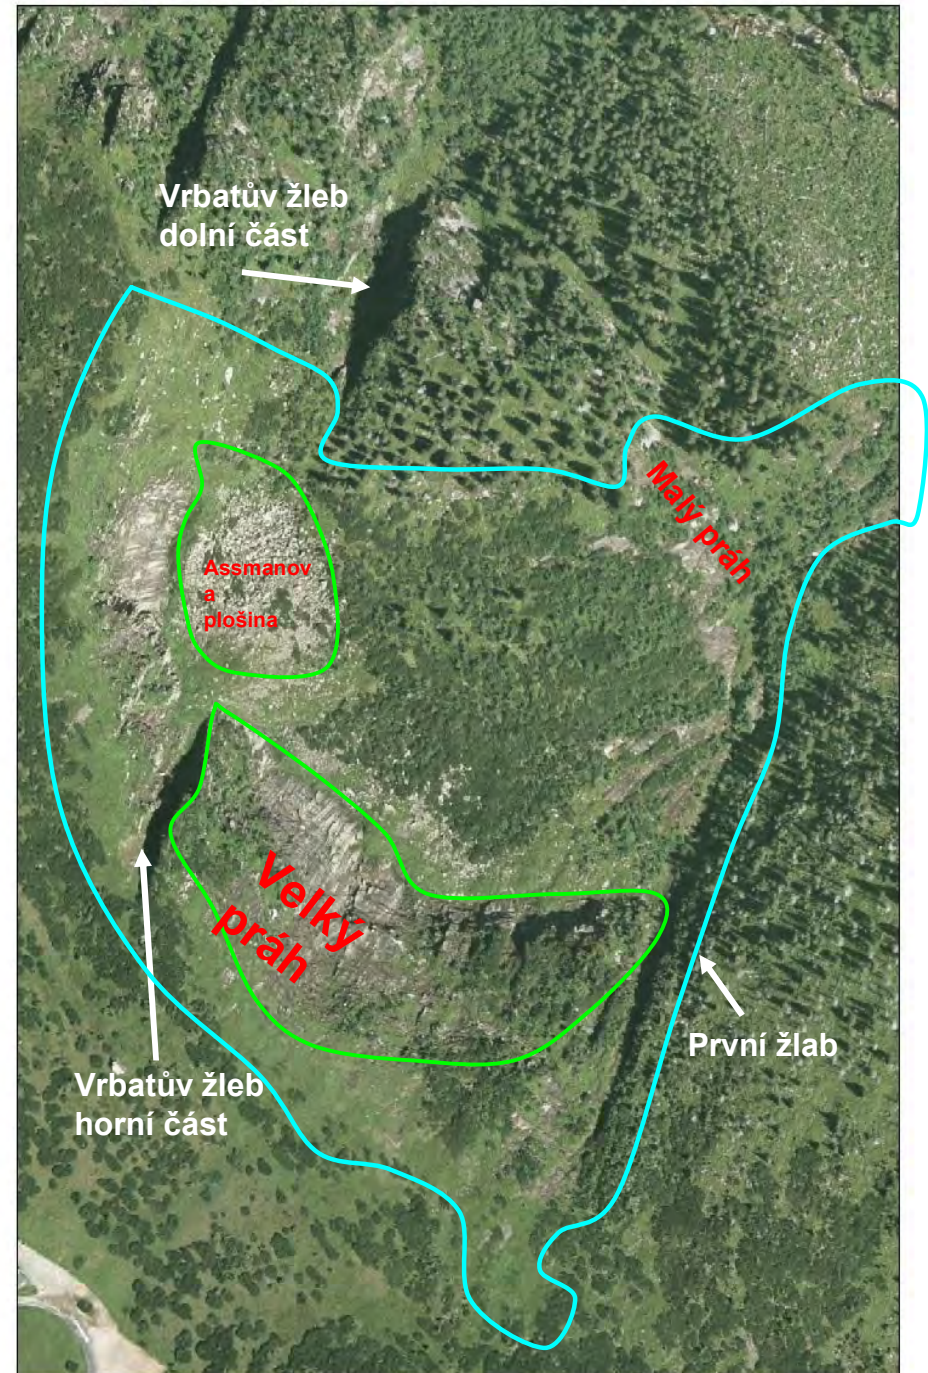 Vrbatův žleb
dolní část
Malý práh
Assmanov
a
plošina
Velký
práh
První žlab
Vrbatův žleb
horní část